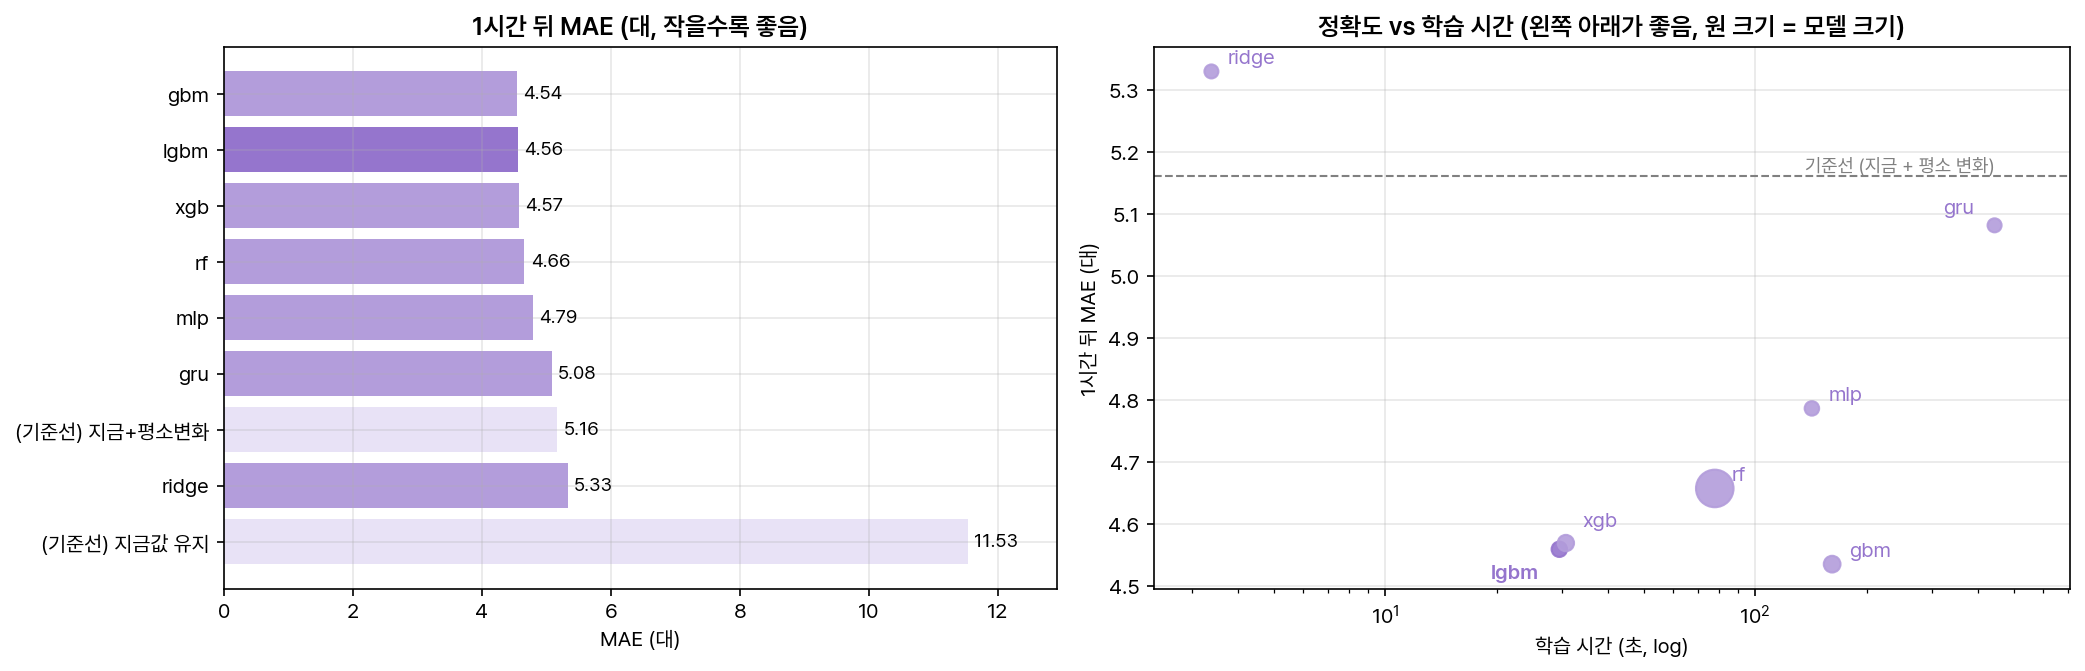 1시간 뒤 MAE (대, 작을수록 좋음)
gbm
4.54
lgbm
4.56
xgb
4.57
rf
4.66
mlp
4.79
gru
5.08
(기준선) 지금+평소변화
5.16
ridge
5.33
(기준선) 지금값 유지
11.53
0 2 4 6 8 10 12
MAE (대)
정확도 vs 학습 시간 (왼쪽 아래가 좋음, 원 크기 = 모델 크기)
1시간 뒤 MAE (대)
5.3
5.2
5.1
5.0
4.9
4.8
4.7
4.6
4.5
ridge
기준선 (지금 + 평소 변화)
gru
mlp
rf
xgb
gbm
lgbm
10¹ 10²
학습 시간 (초, log)